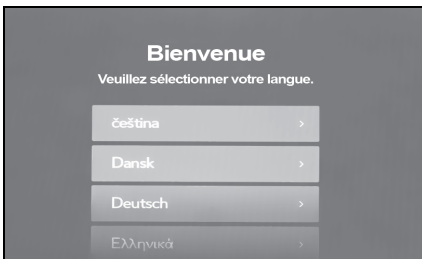 Bienvenue
Veuillez sélectionner votre langue.
čeština
Dansk
Deutsch
Ελληνικά